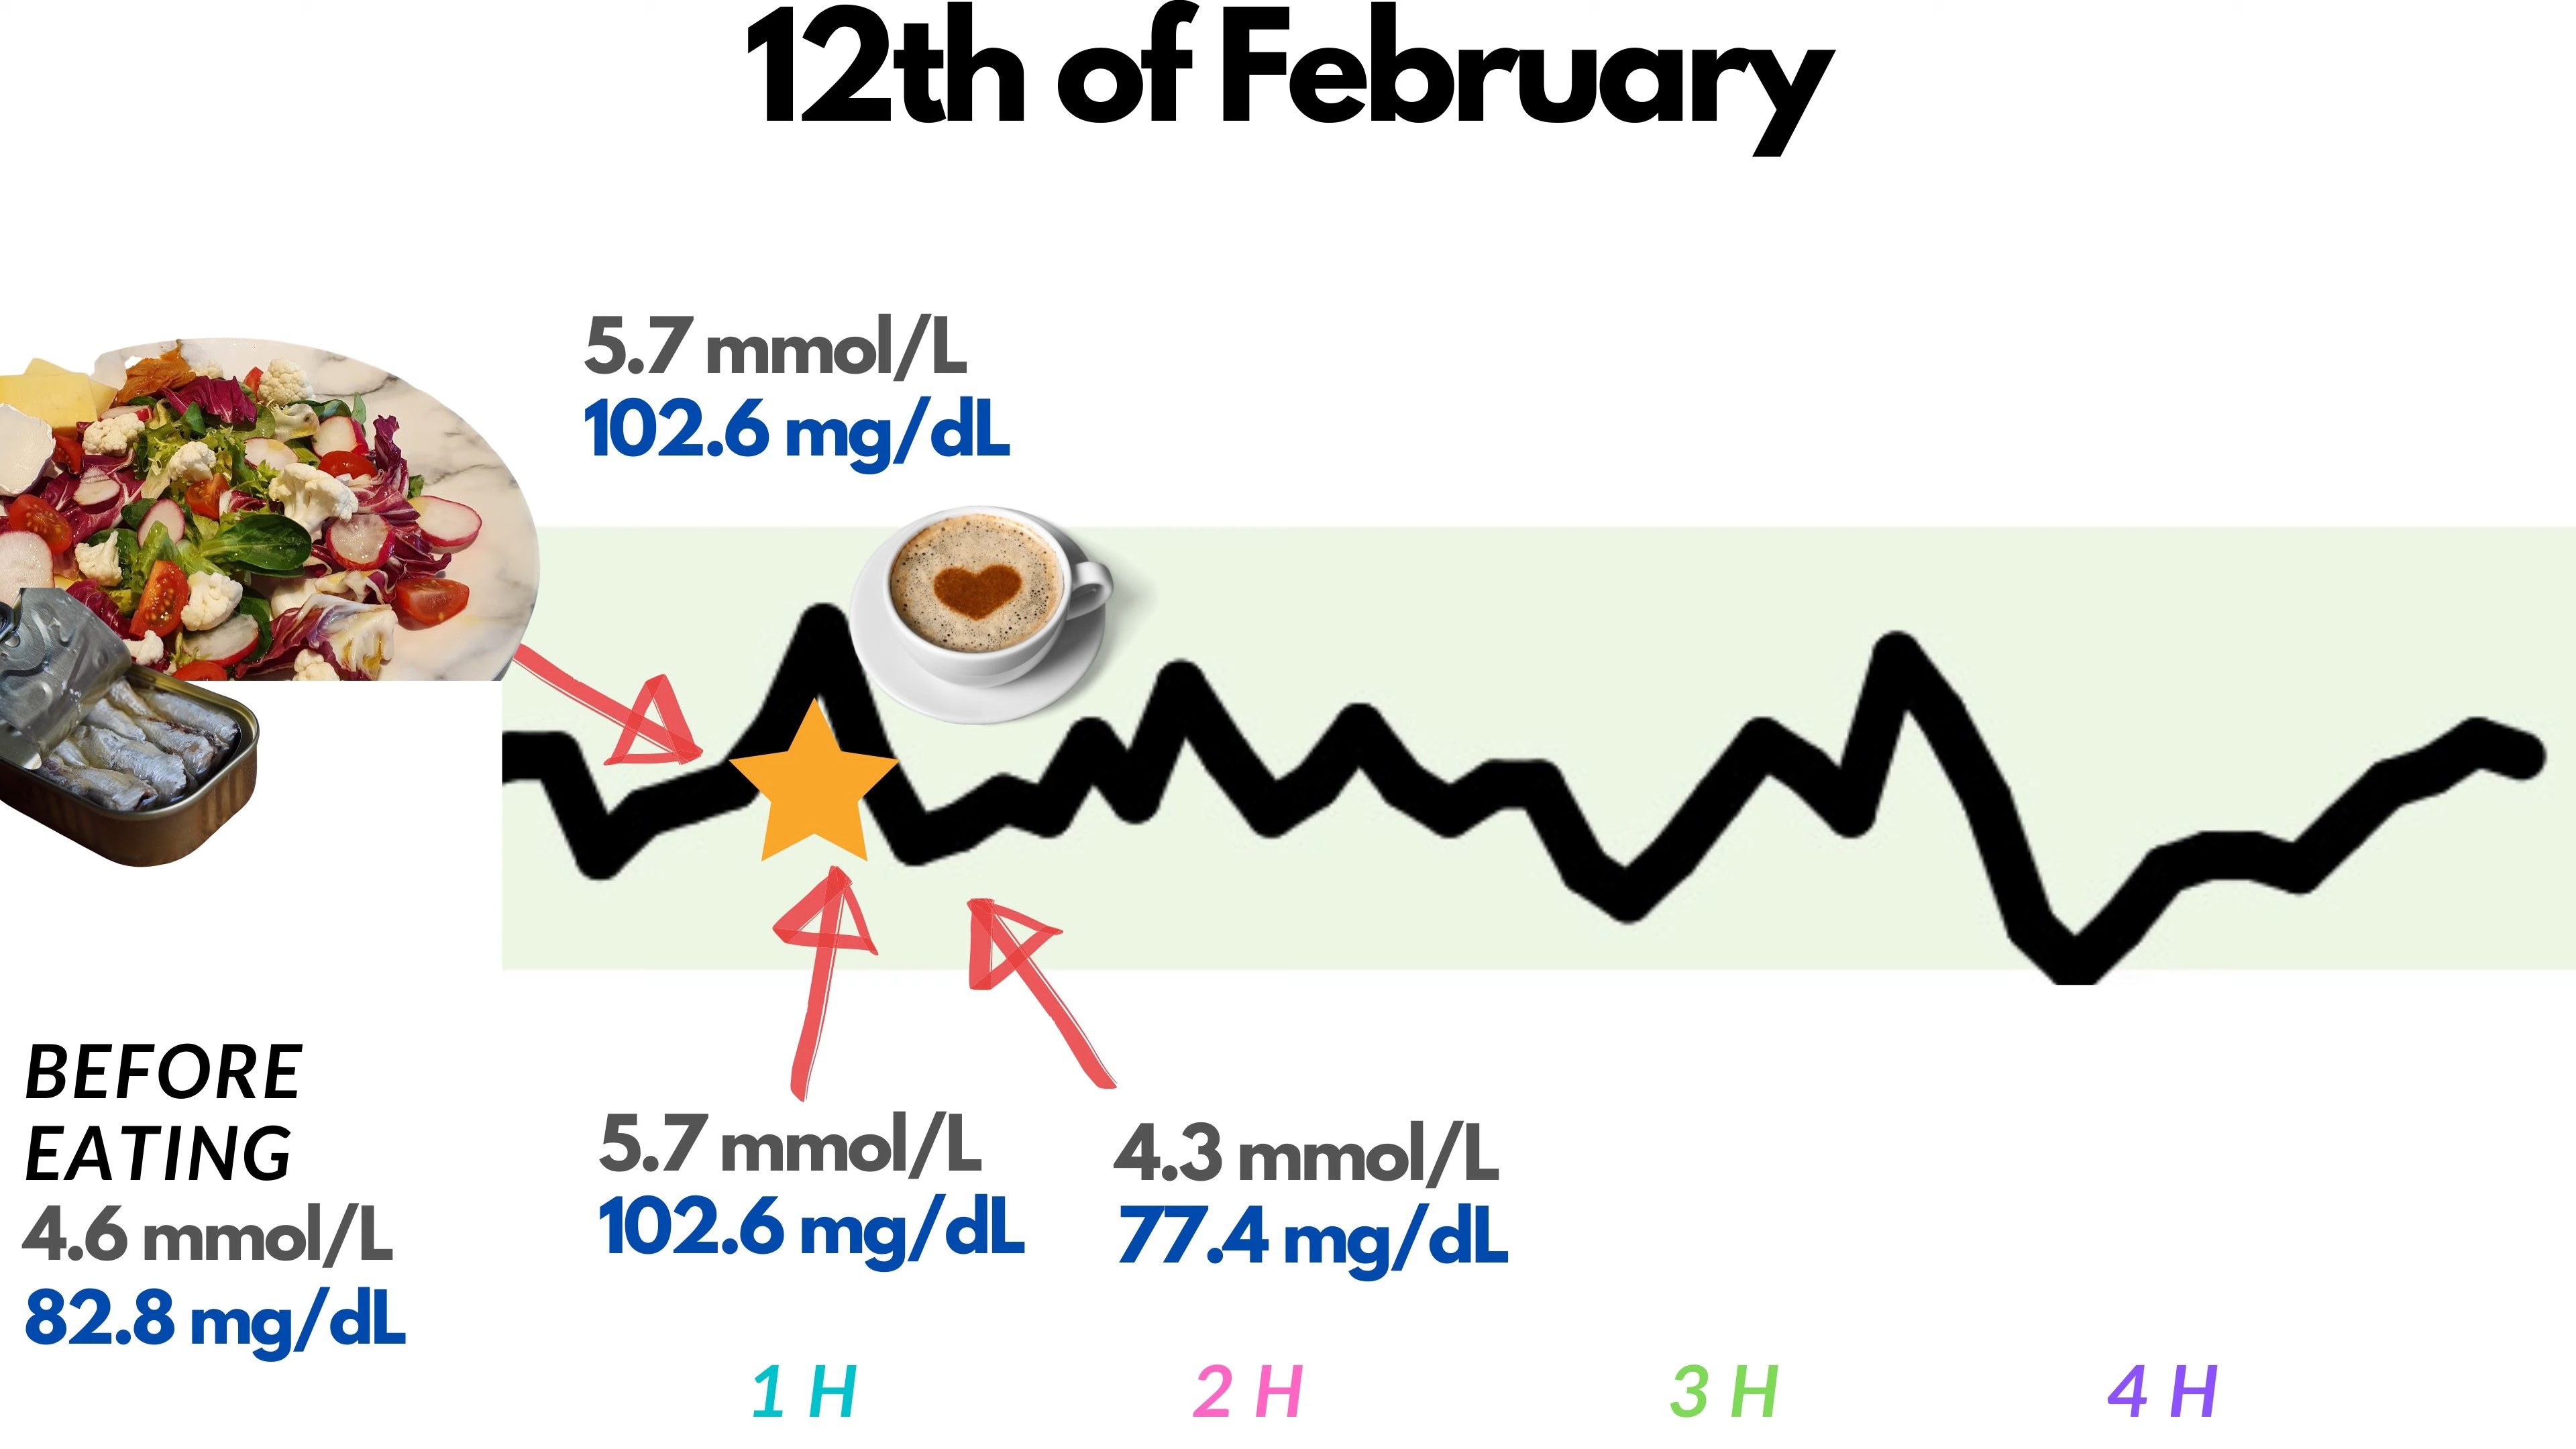 12th of February
5.7 mmol/L
102.6 mg/dL
BEFORE
EATING
4.6 mmol/L
82.8 mg/dL
5.7 mmol/L
102.6 mg/dL
4.3 mmol/L
77.4 mg/dL
1 H
2 H
3 H
4 H